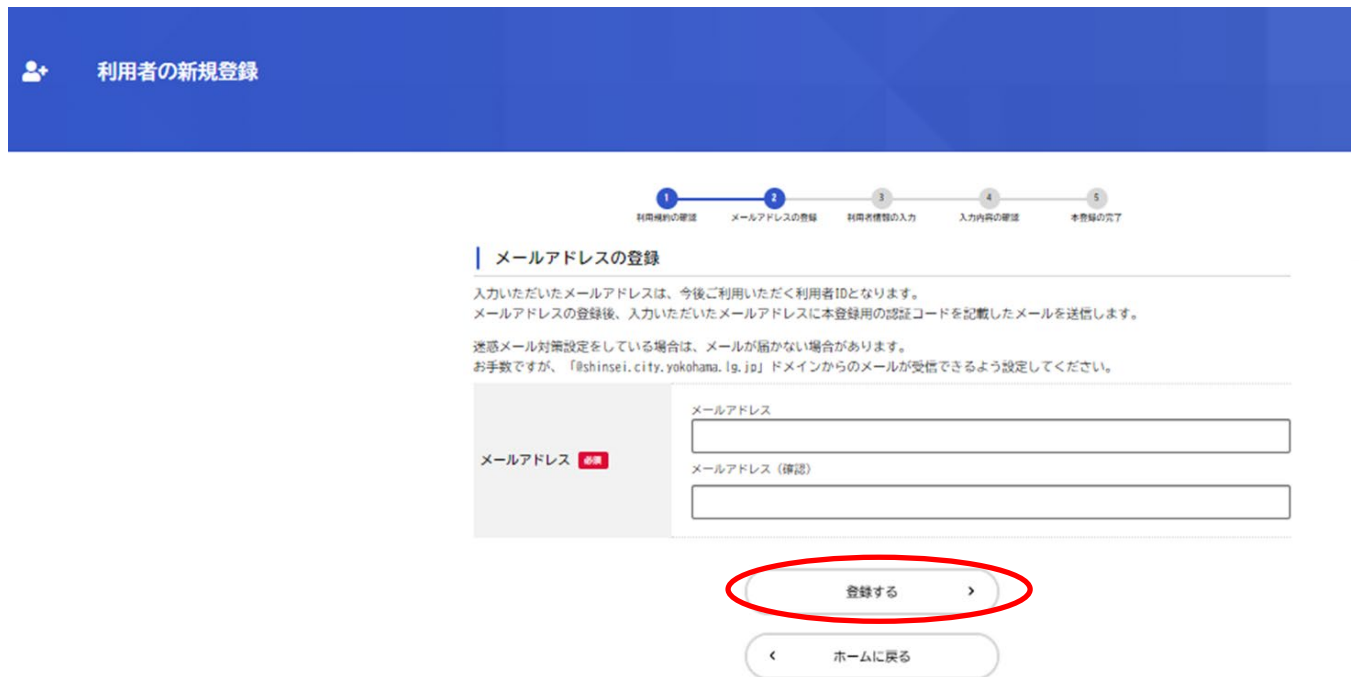 利用者の新規登録
1 2 3 4 5
利用規約の確認 メールアドレスの登録 利用者情報の入力 入力内容の確認 本登録の完了
メールアドレスの登録
入力いただいたメールアドレスは、今後ご利用いただく利用者IDとなります。
メールアドレスの登録後、入力いただいたメールアドレスに本登録用の認証コードを記載したメールを送信します。
迷惑メール対策設定をしている場合は、メールが届かない場合があります。
お手数ですが、「@shinsei.city.yokohama.lg.jp」ドメインからのメールが受信できるよう設定してください。
メールアドレス
メールアドレス 必須
メールアドレス（確認）
登録する
ホームに戻る